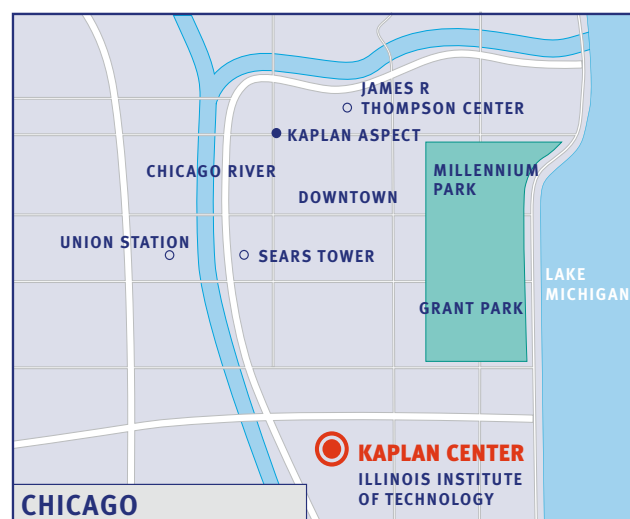 JAMES R
THOMPSON CENTER
KAPLAN ASPECT
CHICAGO RIVER
MILLENNIUM
PARK
DOWNTOWN
UNION STATION
SEARS TOWER
LAKE
MICHIGAN
GRANT PARK
KAPLAN CENTER
ILLINOIS INSTITUTE
OF TECHNOLOGY
CHICAGO